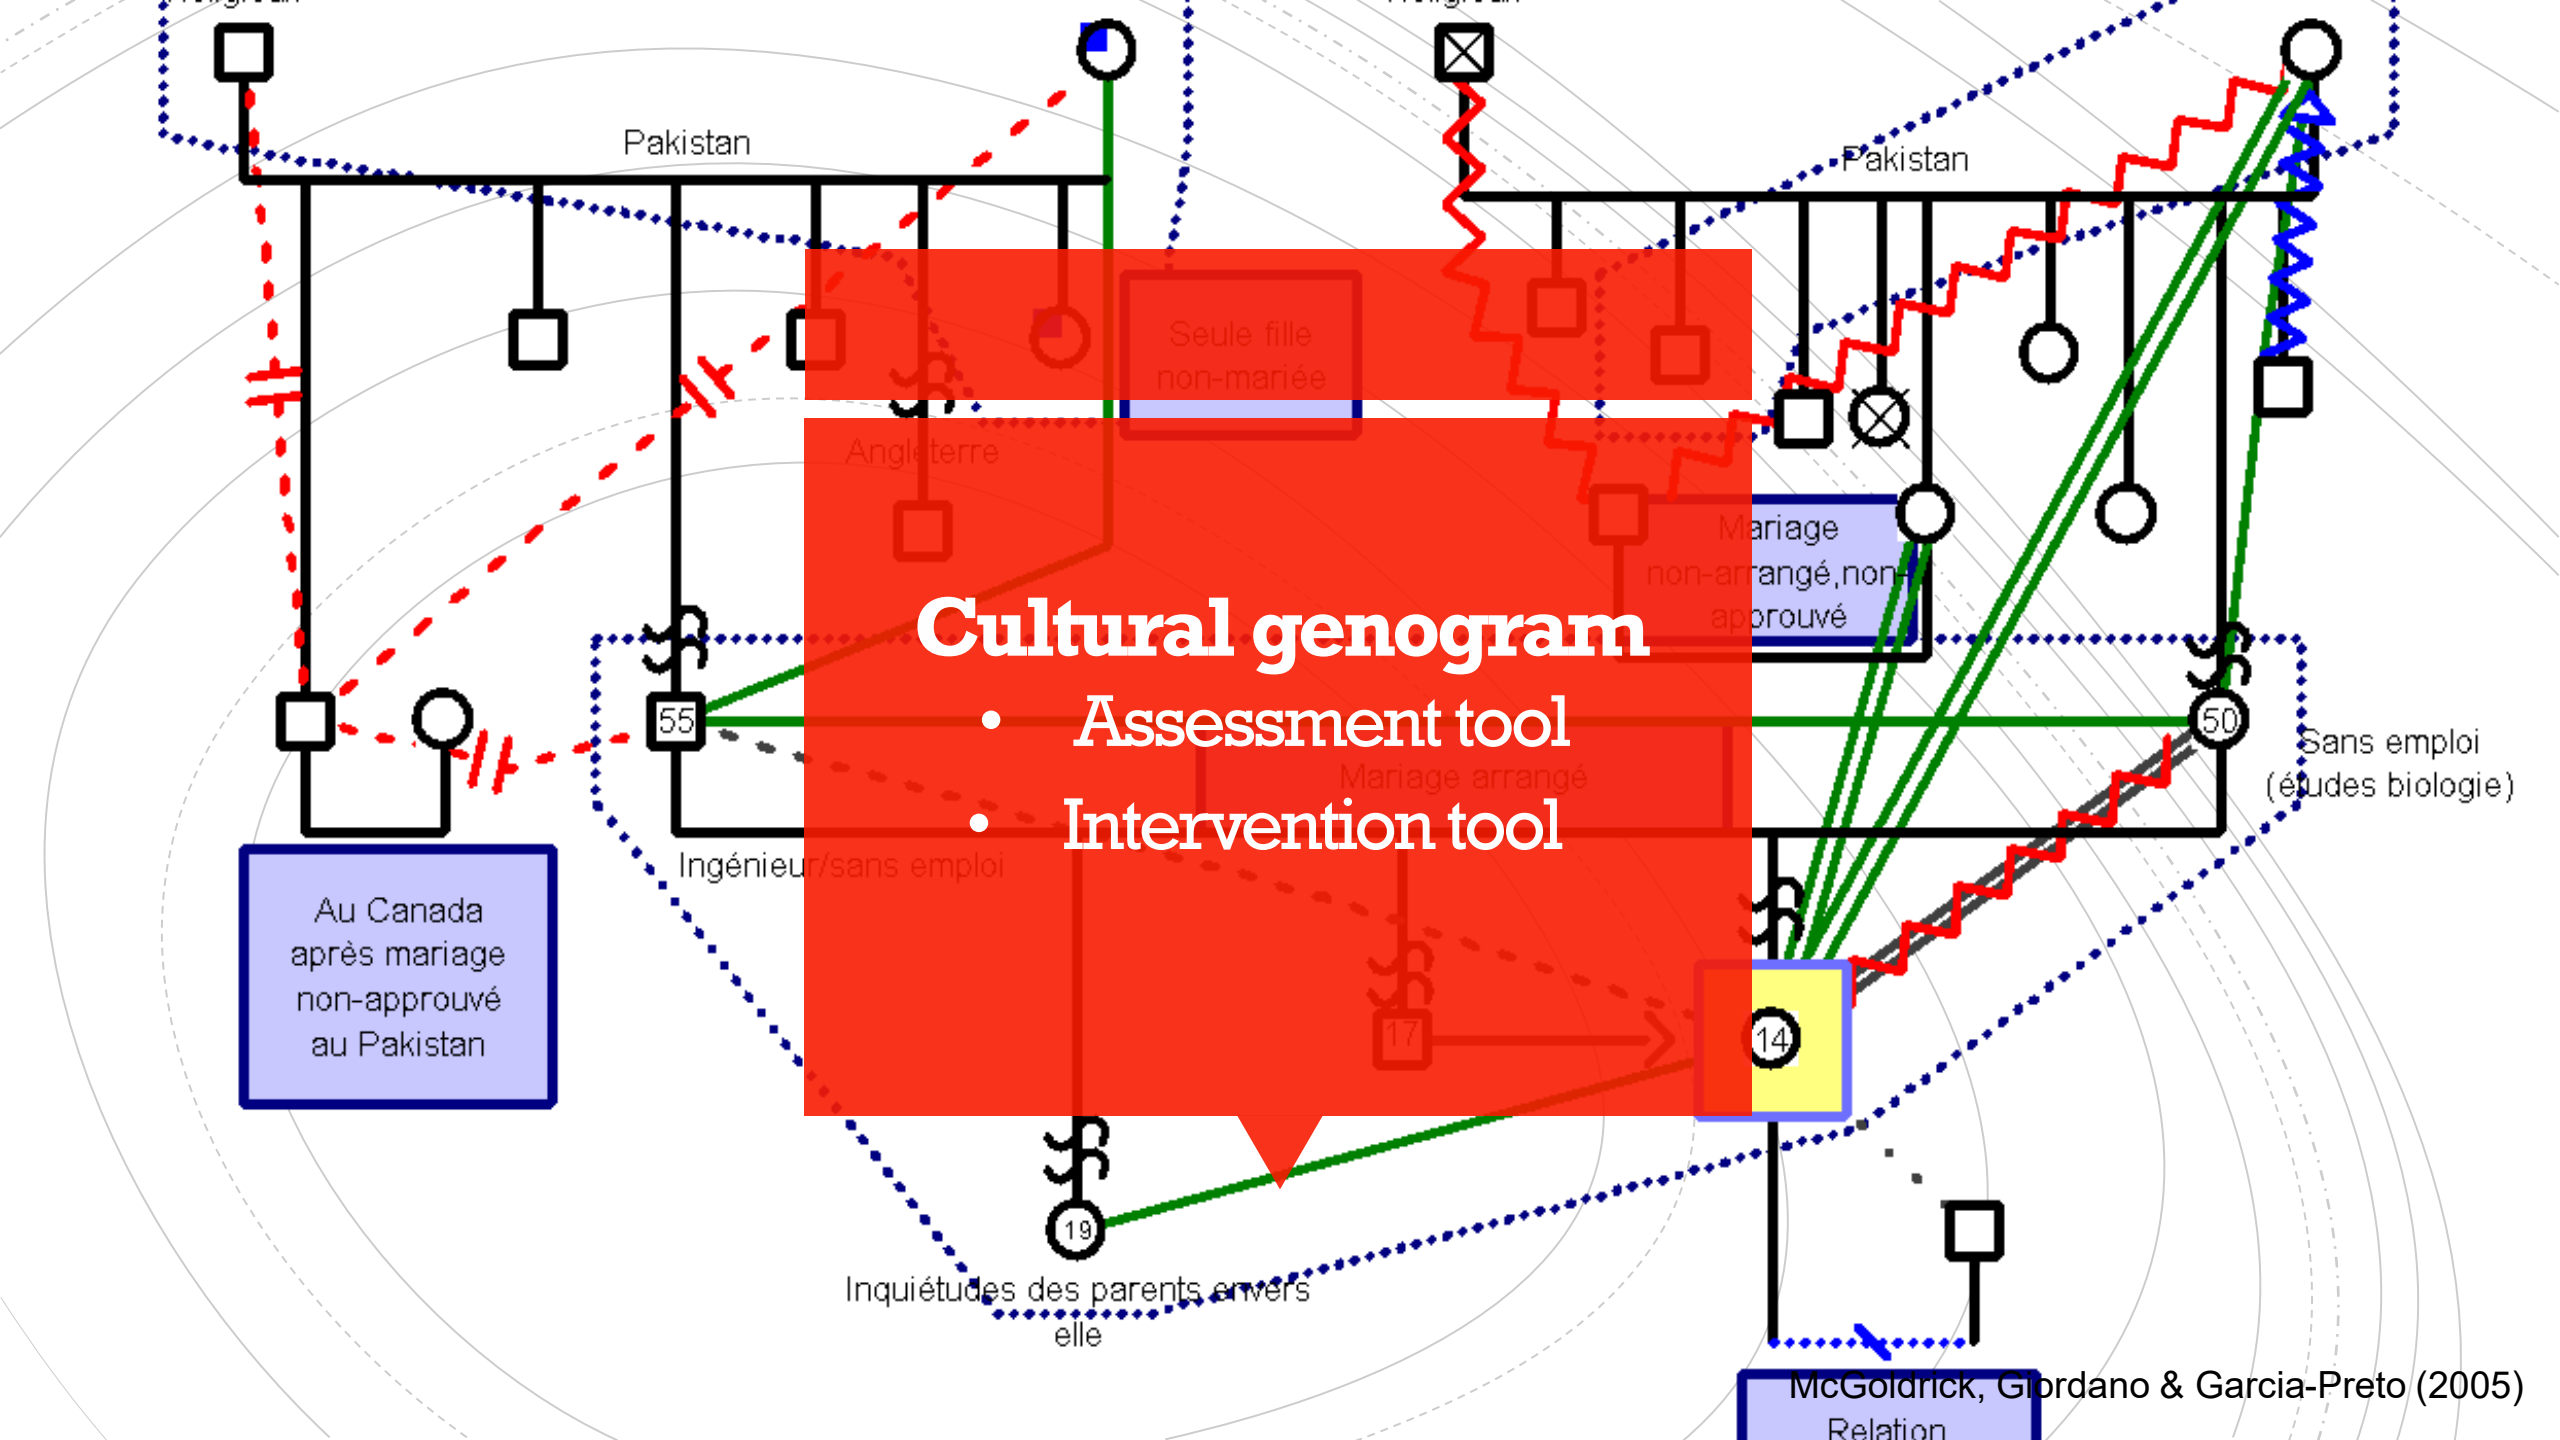 Pakistan
Pakistan
Seule fille
non-mariée
Angleterre
Mariage
non-arrangé,non-
approuvé
Cultural genogram
• Assessment tool
• Intervention tool
55
50
Sans emploi
(études biologie)
Mariage arrangé
Ingénieur/sans emploi
Au Canada
après mariage
non-approuvé
au Pakistan
17
14
19
Inquiétudes des parents envers
elle
McGoldrick, Giordano & Garcia-Preto (2005)
Relation